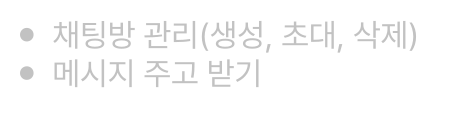 • 채팅방 관리(생성, 초대, 삭제)
• 메시지 주고 받기